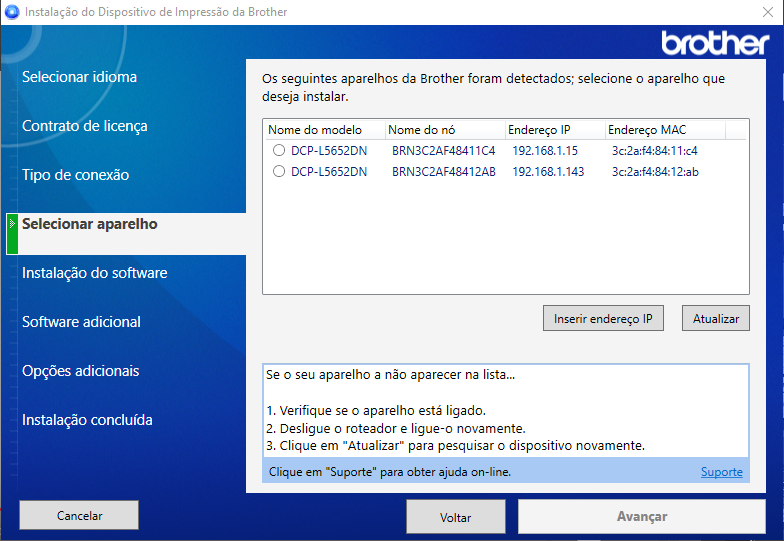 Instalação do Dispositivo de Impressão da Brother
brother
Selecionar idioma
Contrato de licença
Tipo de conexão
Selecionar aparelho
Instalação do software
Software adicional
Opções adicionais
Instalação concluída
Os seguintes aparelhos da Brother foram detectados; selecione o aparelho que
deseja instalar.
Nome do modelo Nome do nó Endereço IP Endereço MAC
DCP-L5652DN BRN3C2AF48411C4 192.168.1.15 3c:2a:f4:84:11:c4
DCP-L5652DN BRN3C2AF48412AB 192.168.1.143 3c:2a:f4:84:12:ab
Inserir endereço IP Atualizar
Se o seu aparelho a não aparecer na lista...
1. Verifique se o aparelho está ligado.
2. Desligue o roteador e ligue-o novamente.
3. Clique em "Atualizar" para pesquisar o dispositivo novamente.
Clique em "Suporte" para obter ajuda on-line. Suporte
Cancelar Voltar Avançar